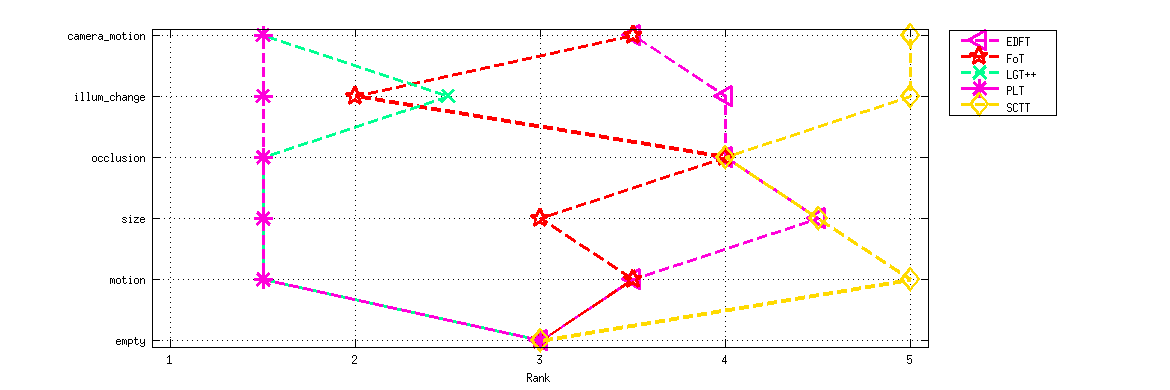 camera_motion
illum_change
occlusion
size
motion
empty
1 2 3 4 5
Rank
EDFT
FoT
LGT++
PLT
SCTT